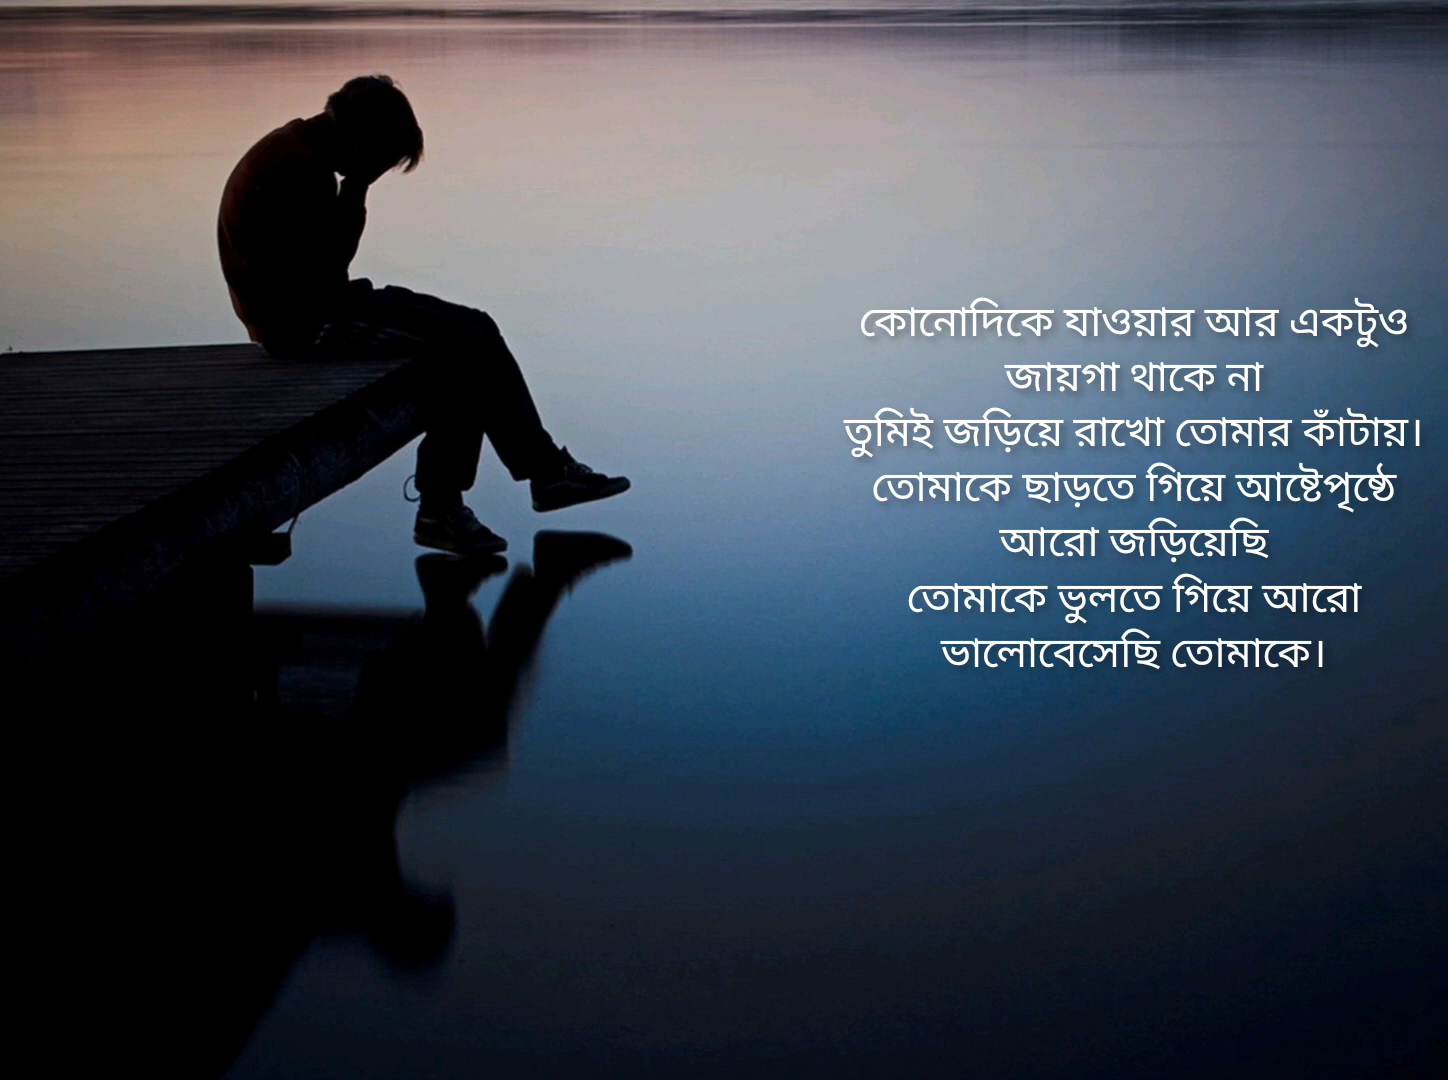 কোনোদিকে যাওয়ার আর একটুও
জায়গা থাকে না
তুমিই জড়িয়ে রাখো তোমার কাঁটায়।
তোমাকে ছাড়তে গিয়ে আষ্টেপৃষ্ঠে
আরো জড়িয়েছি
তোমাকে ভুলতে গিয়ে আরো
ভালোবেসেছি তোমাকে।